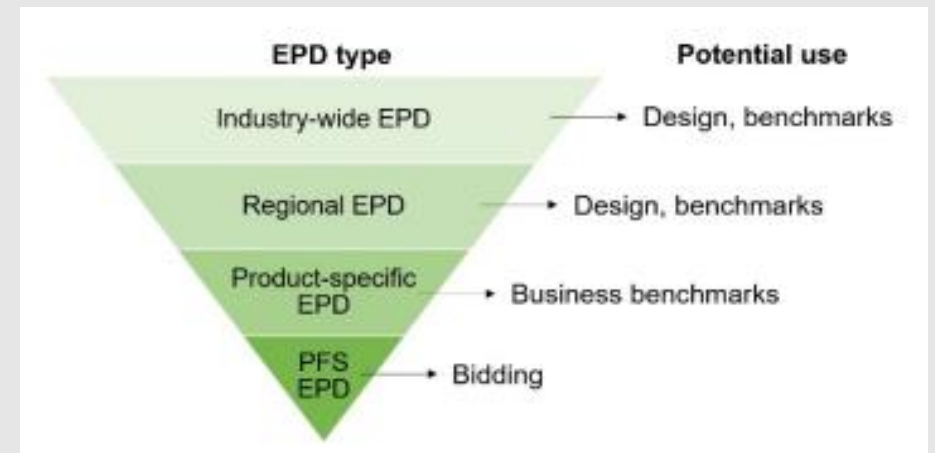 EPD type Potential use
Industry-wide EPD Design, benchmarks
Regional EPD Design, benchmarks
Product-specific
EPD
Business benchmarks
PFS
EPD
Bidding